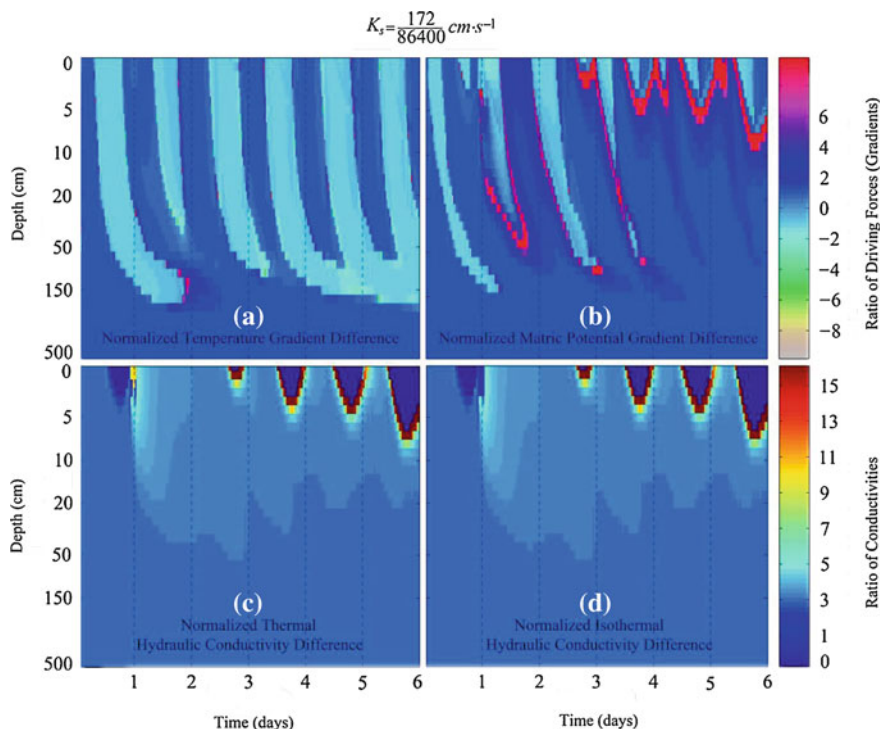 K_s = 172/86400 cm·s⁻¹
0
5
10
20
50
150
500
Depth (cm)
(a)
Normalized Temperature Gradient Difference
(b)
Normalized Matric Potential Gradient Difference
6
4
2
0
−2
−4
−6
−8
Ratio of Driving Forces (Gradients)
0
5
10
20
50
150
500
Depth (cm)
(c)
Normalized Thermal
Hydraulic Conductivity Difference
(d)
Normalized Isothermal
Hydraulic Conductivity Difference
15
13
11
9
7
5
3
1
0
Ratio of Conductivities
1 2 3 4 5 6
1 2 3 4 5 6
Time (days)
Time (days)